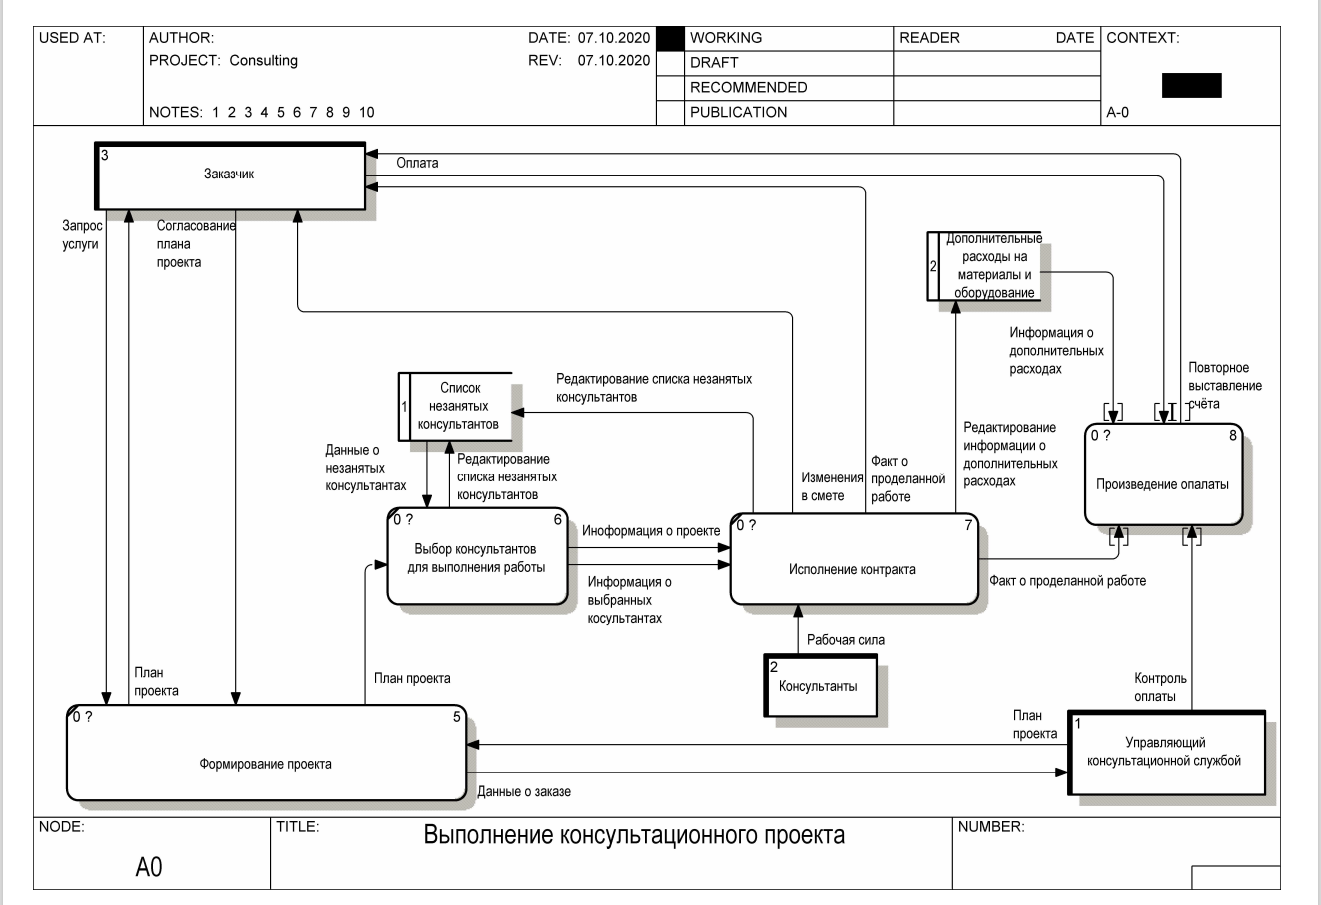 USED AT:
AUTHOR:
DATE: 07.10.2020
WORKING
READER
DATE
CONTEXT:
PROJECT: Consulting
REV: 07.10.2020
DRAFT
RECOMMENDED
NOTES: 1 2 3 4 5 6 7 8 9 10
PUBLICATION
A-0
3
Заказчик
Оплата
Запрос
услуги
Согласование
плана
проекта
2
Дополнительные
расходы на
материалы и
оборудование
Информация о
дополнительных
расходах
Повторное
выставление
счёта
1
Список
незанятых
консультантов
Редактирование списка незанятых
консультантов
Данные о
незанятых
консультантах
Редактирование
списка незанятых
консультантов
Изменения
в смете
Факт о
проделанной
работе
Редактирование
информации о
дополнительных
расходах
0 ?
8
Произведение опалаты
0 ?
6
Выбор консультантов
для выполнения работы
Иноформация о проекте
Информация о
выбранных
косультантах
0 ?
7
Исполнение контракта
Факт о проделанной работе
Рабочая сила
2
Консультанты
План
проекта
План проекта
Контроль
оплаты
0 ?
5
Формирование проекта
План
проекта
1
Управляющий
консультационной службой
Данные о заказе
NODE:
TITLE:
Выполнение консультационного проекта
NUMBER:
A0